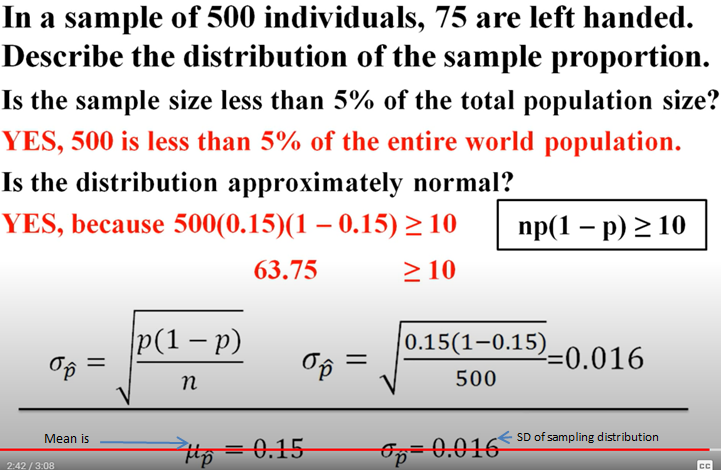 In a sample of 500 individuals, 75 are left handed.
Describe the distribution of the sample proportion.
Is the sample size less than 5% of the total population size?
YES, 500 is less than 5% of the entire world population.
Is the distribution approximately normal?
YES, because 500(0.15)(1 – 0.15) ≥ 10
np(1 – p) ≥ 10
63.75 ≥ 10
σp̂ = √(p(1 − p)/n) σp̂ = √(0.15(1−0.15)/500)=0.016
Mean is μp̂ = 0.15 σp̂= 0.016 SD of sampling distribution
2:42 / 3:08 CC